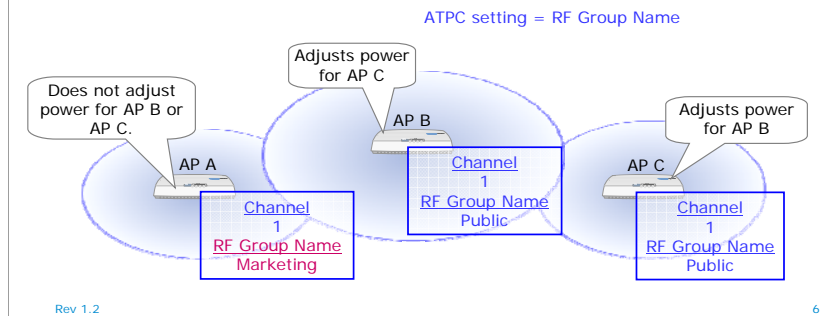 ATPC setting = RF Group Name
Adjusts power
for AP C
Does not adjust
power for AP B or
AP C.
AP B
Adjusts power
for AP B
AP A
AP C
Channel
1
RF Group Name
Public
Channel
1
RF Group Name
Marketing
Channel
1
RF Group Name
Public
Rev 1.2
6